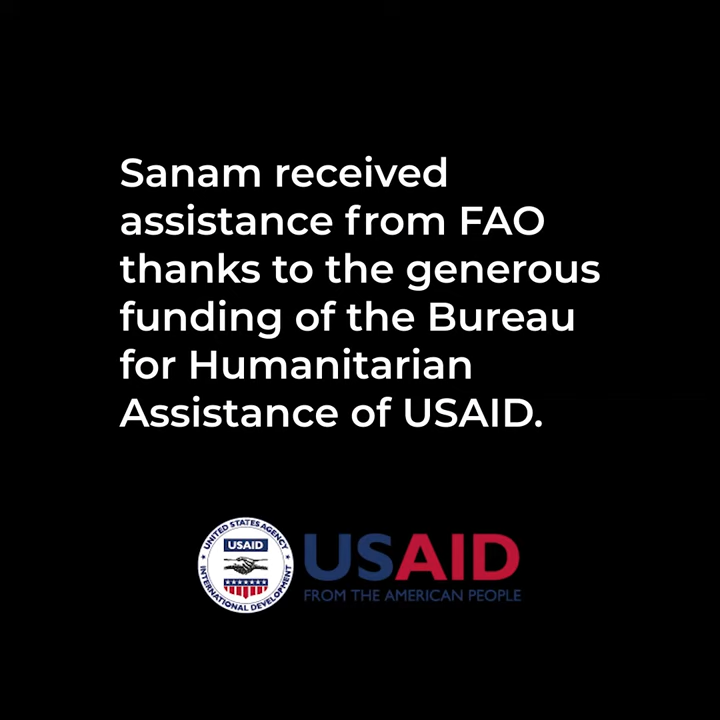 Sanam received
assistance from FAO
thanks to the generous
funding of the Bureau
for Humanitarian
Assistance of USAID.
UNITED STATES AGENCY
USAID
INTERNATIONAL DEVELOPMENT
USAID
FROM THE AMERICAN PEOPLE